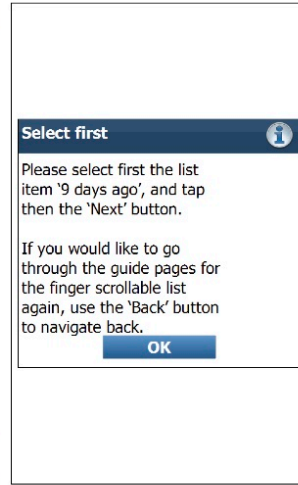 Select first
Please select first the list
item ‘9 days ago’, and tap
then the ‘Next’ button.
If you would like to go
through the guide pages for
the finger scrollable list
again, use the ‘Back’ button
to navigate back.
OK